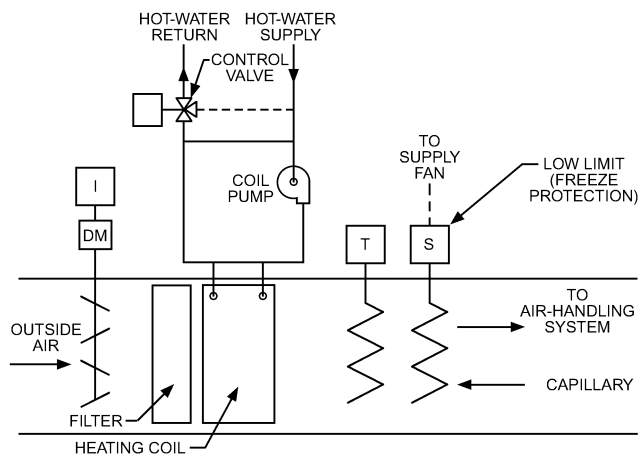 HOT-WATER
RETURN
HOT-WATER
SUPPLY
CONTROL
VALVE
TO
SUPPLY
FAN
LOW LIMIT
(FREEZE
PROTECTION)
COIL
PUMP
I
DM
T
S
OUTSIDE
AIR
TO
AIR-HANDLING
SYSTEM
CAPILLARY
FILTER
HEATING COIL